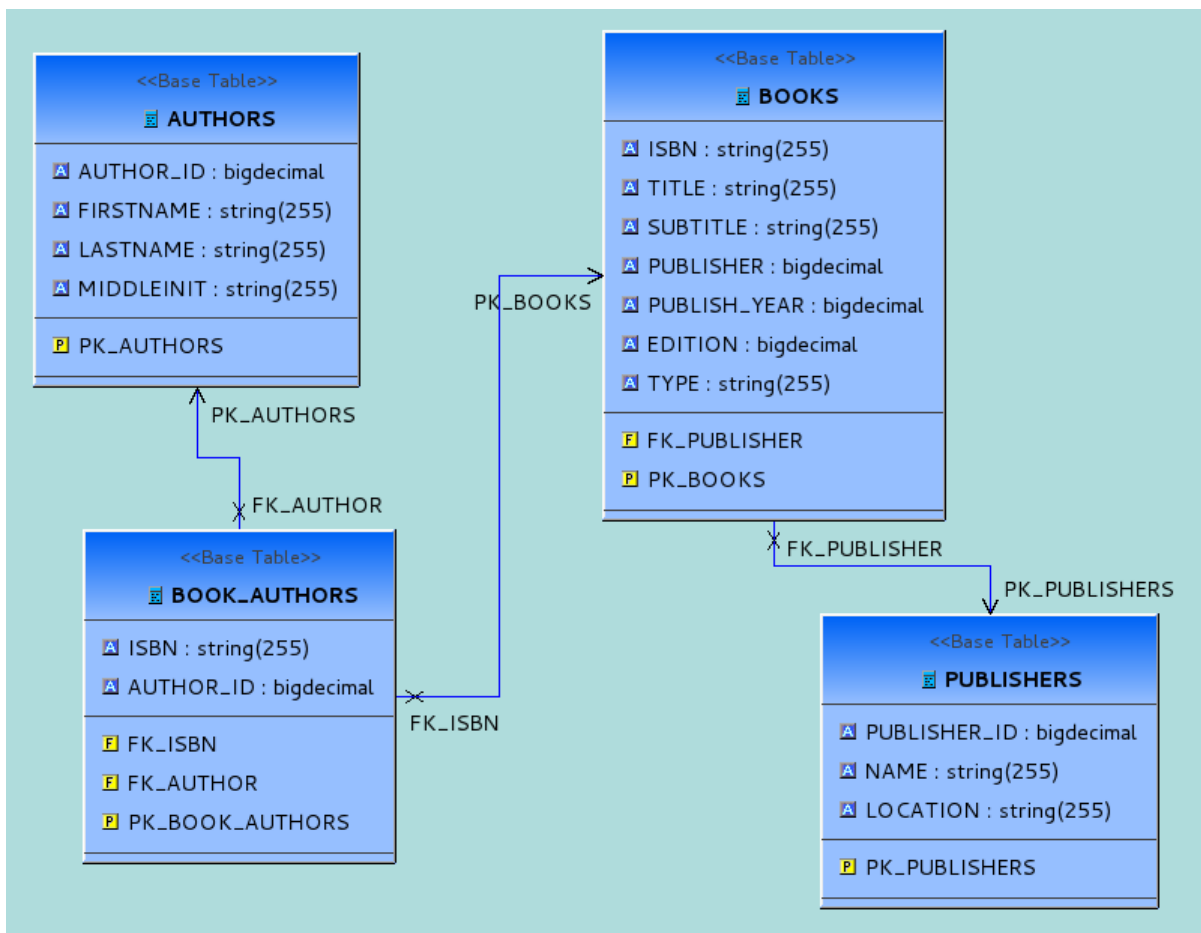 <<Base Table>>
AUTHORS
AUTHOR_ID : bigdecimal
FIRSTNAME : string(255)
LASTNAME : string(255)
MIDDLEINIT : string(255)
PK_AUTHORS
<<Base Table>>
BOOKS
ISBN : string(255)
TITLE : string(255)
SUBTITLE : string(255)
PUBLISHER : bigdecimal
PUBLISH_YEAR : bigdecimal
EDITION : bigdecimal
TYPE : string(255)
FK_PUBLISHER
PK_BOOKS
PK_BOOKS
PK_AUTHORS
FK_AUTHOR
<<Base Table>>
BOOK_AUTHORS
ISBN : string(255)
AUTHOR_ID : bigdecimal
FK_ISBN
FK_AUTHOR
PK_BOOK_AUTHORS
FK_ISBN
FK_PUBLISHER
PK_PUBLISHERS
<<Base Table>>
PUBLISHERS
PUBLISHER_ID : bigdecimal
NAME : string(255)
LOCATION : string(255)
PK_PUBLISHERS